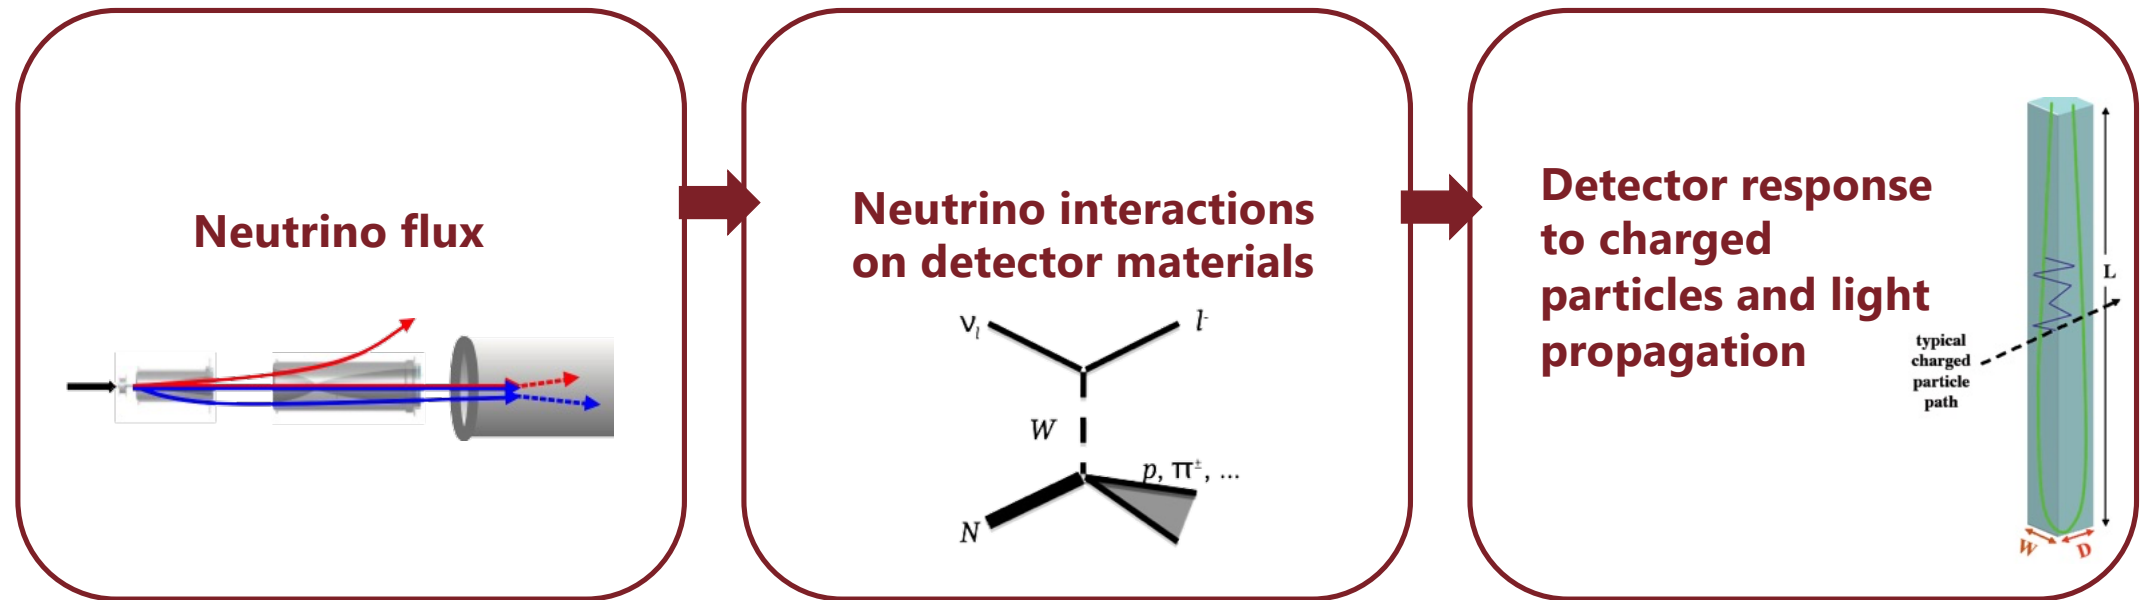 Neutrino flux
Neutrino interactions
on detector materials
ν
l
l⁻
W
p, π±, ...
N
Detector response
to charged
particles and light
propagation
typical
charged
particle
path
L
W
D